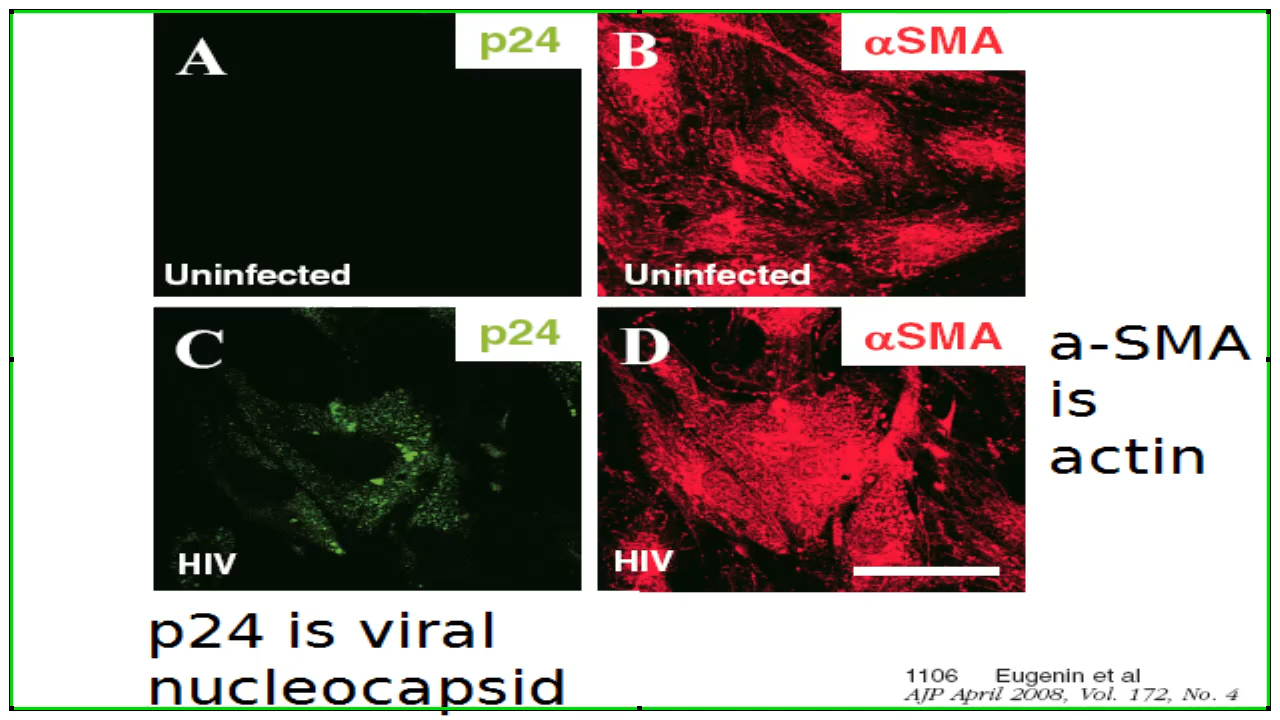 A
p24
B
αSMA
Uninfected
Uninfected
C
p24
D
αSMA
HIV
HIV
a-SMA
is
actin
p24 is viral
nucleocapsid
1106 Eugenin et al
AJP April 2008, Vol. 172, No. 4